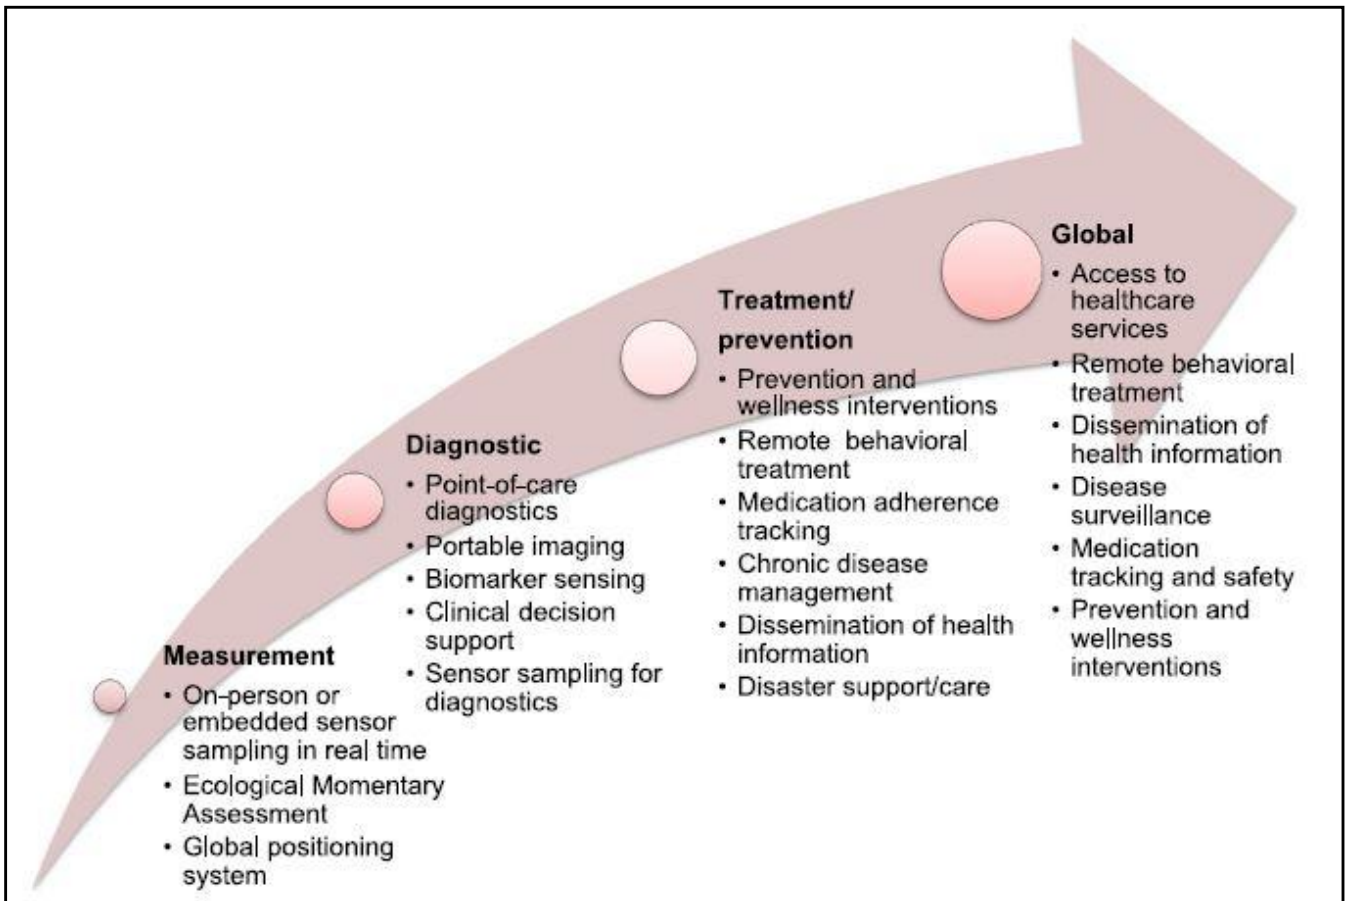 Measurement
• On-person or
embedded sensor
sampling in real time
• Ecological Momentary
Assessment
• Global positioning
system
Diagnostic
• Point-of-care
diagnostics
• Portable imaging
• Biomarker sensing
• Clinical decision
support
• Sensor sampling for
diagnostics
Treatment/
prevention
• Prevention and
wellness interventions
• Remote behavioral
treatment
• Medication adherence
tracking
• Chronic disease
management
• Dissemination of health
information
• Disaster support/care
Global
• Access to
healthcare
services
• Remote behavioral
treatment
• Dissemination of
health information
• Disease
surveillance
• Medication
tracking and safety
• Prevention and
wellness
interventions